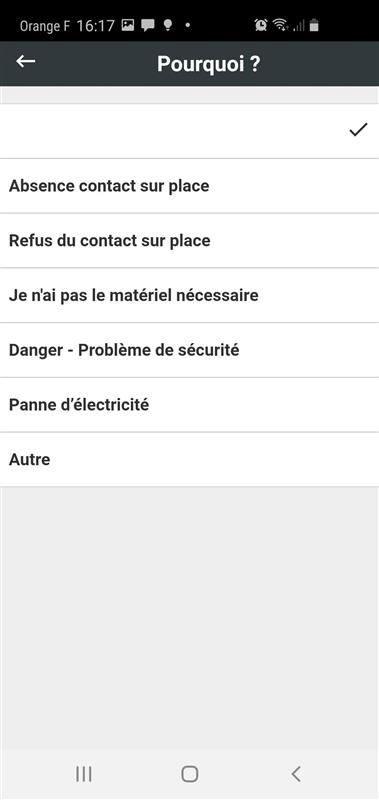 Orange F 16:17
Pourquoi ?
Absence contact sur place
Refus du contact sur place
Je n'ai pas le matériel nécessaire
Danger - Problème de sécurité
Panne d’électricité
Autre